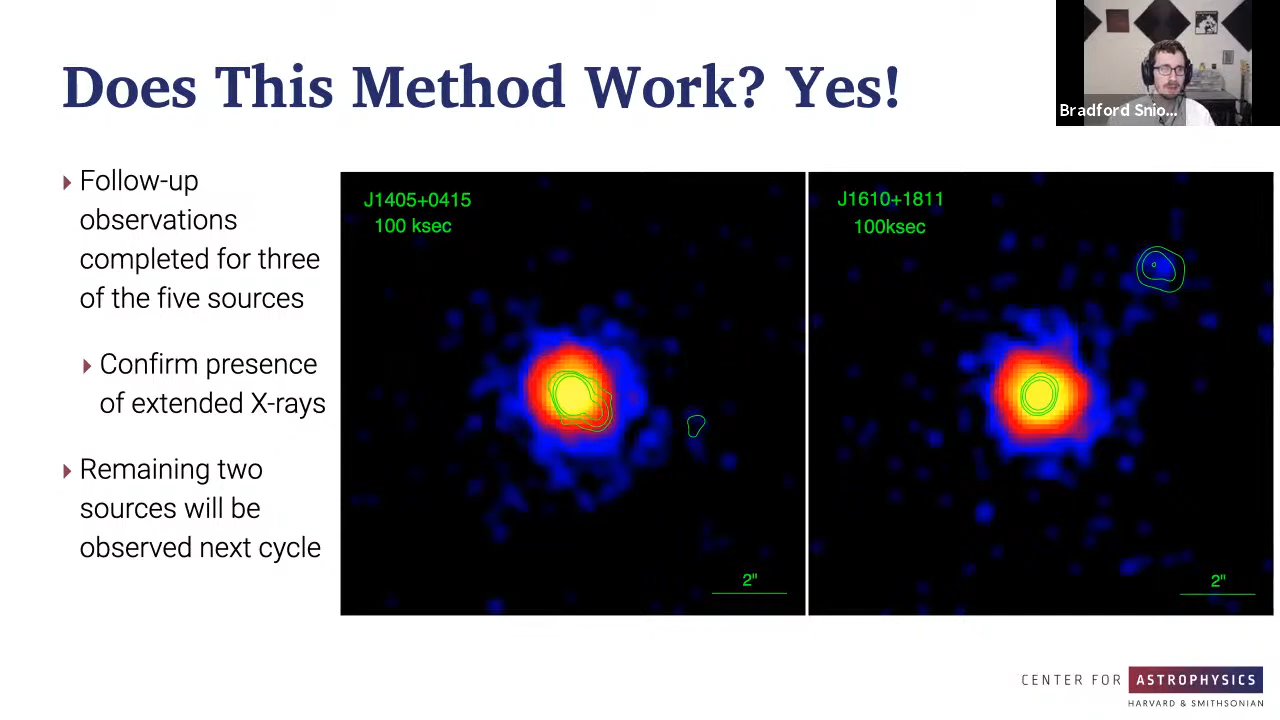 Does This Method Work? Yes!
Bradford Snio...
Follow-up
observations
completed for three
of the five sources
Confirm presence
of extended X-rays
Remaining two
sources will be
observed next cycle
J1405+0415
100 ksec
2"
J1610+1811
100ksec
2"
CENTER FOR ASTROPHYSICS
HARVARD & SMITHSONIAN